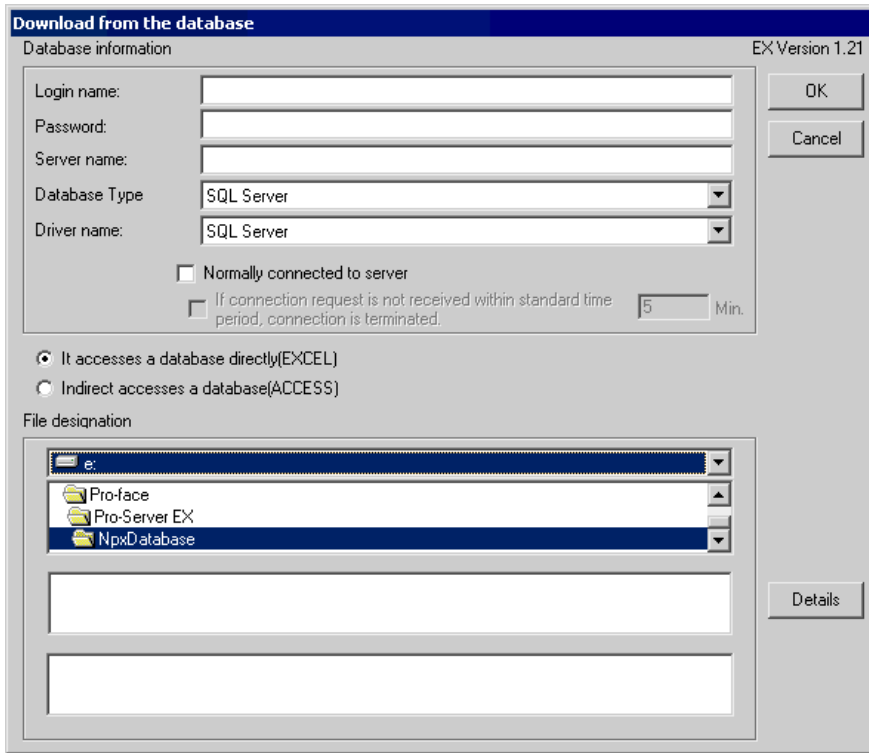 Download from the database
Database information
EX Version 1.21
Login name:
OK
Password:
Cancel
Server name:
Database Type
SQL Server
Driver name:
SQL Server
Normally connected to server
If connection request is not received within standard time
period, connection is terminated.
5
Min.
It accesses a database directly(EXCEL)
Indirect accesses a database(ACCESS)
File designation
e:
Pro-face
Pro-Server EX
NpxDatabase
Details